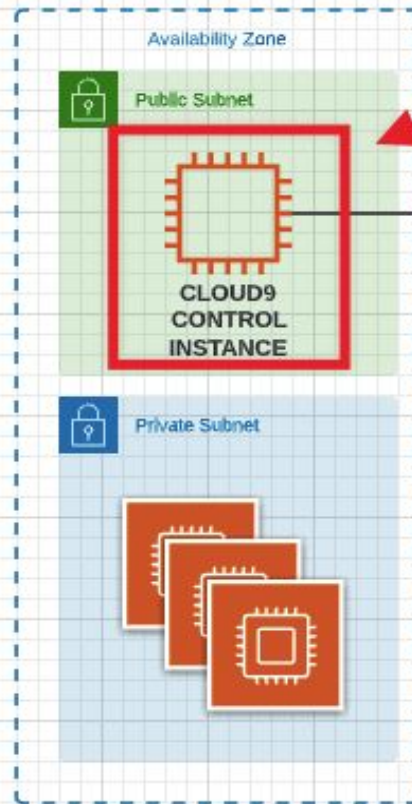 Availability Zone
Public Subnet
CLOUD9
CONTROL
INSTANCE
Private Subnet